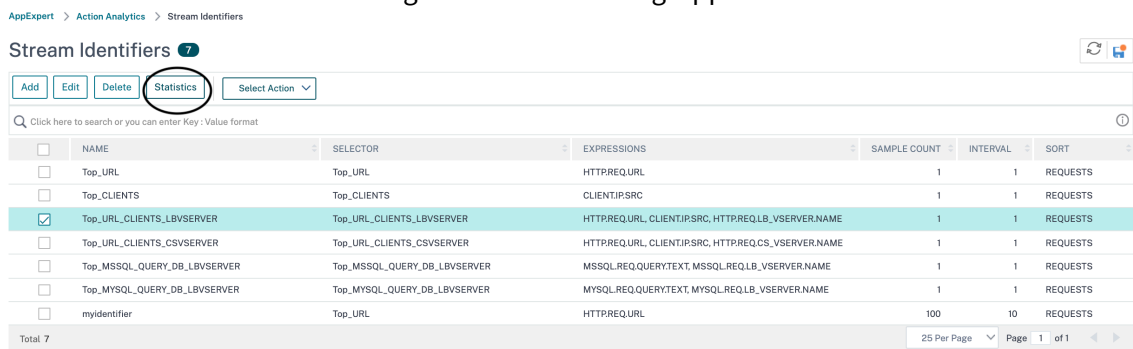 AppExpert > Action Analytics > Stream Identifiers
Stream Identifiers 7
Add Edit Delete Statistics Select Action
Click here to search or you can enter Key : Value format
NAME SELECTOR EXPRESSIONS SAMPLE COUNT INTERVAL SORT
Top_URL Top_URL HTTP.REQ.URL 1 1 REQUESTS
Top_CLIENTS Top_CLIENTS CLIENT.IP.SRC 1 1 REQUESTS
Top_URL_CLIENTS_LBVSERVER Top_URL_CLIENTS_LBVSERVER HTTP.REQ.URL, CLIENT.IP.SRC, HTTP.REQ.LB_VSERVER.NAME 1 1 REQUESTS
Top_URL_CLIENTS_CSVSERVER Top_URL_CLIENTS_CSVSERVER HTTP.REQ.URL, CLIENT.IP.SRC, HTTP.REQ.CS_VSERVER.NAME 1 1 REQUESTS
Top_MSSQL_QUERY_DB_LBVSERVER Top_MSSQL_QUERY_DB_LBVSERVER MSSQL.REQ.QUERY.TEXT, MSSQL.REQ.LB_VSERVER.NAME 1 1 REQUESTS
Top_MYSQL_QUERY_DB_LBVSERVER Top_MYSQL_QUERY_DB_LBVSERVER MYSQL.REQ.QUERY.TEXT, MYSQL.REQ.LB_VSERVER.NAME 1 1 REQUESTS
myidentifier Top_URL HTTP.REQ.URL 100 10 REQUESTS
Total 7 25 Per Page Page 1 of 1